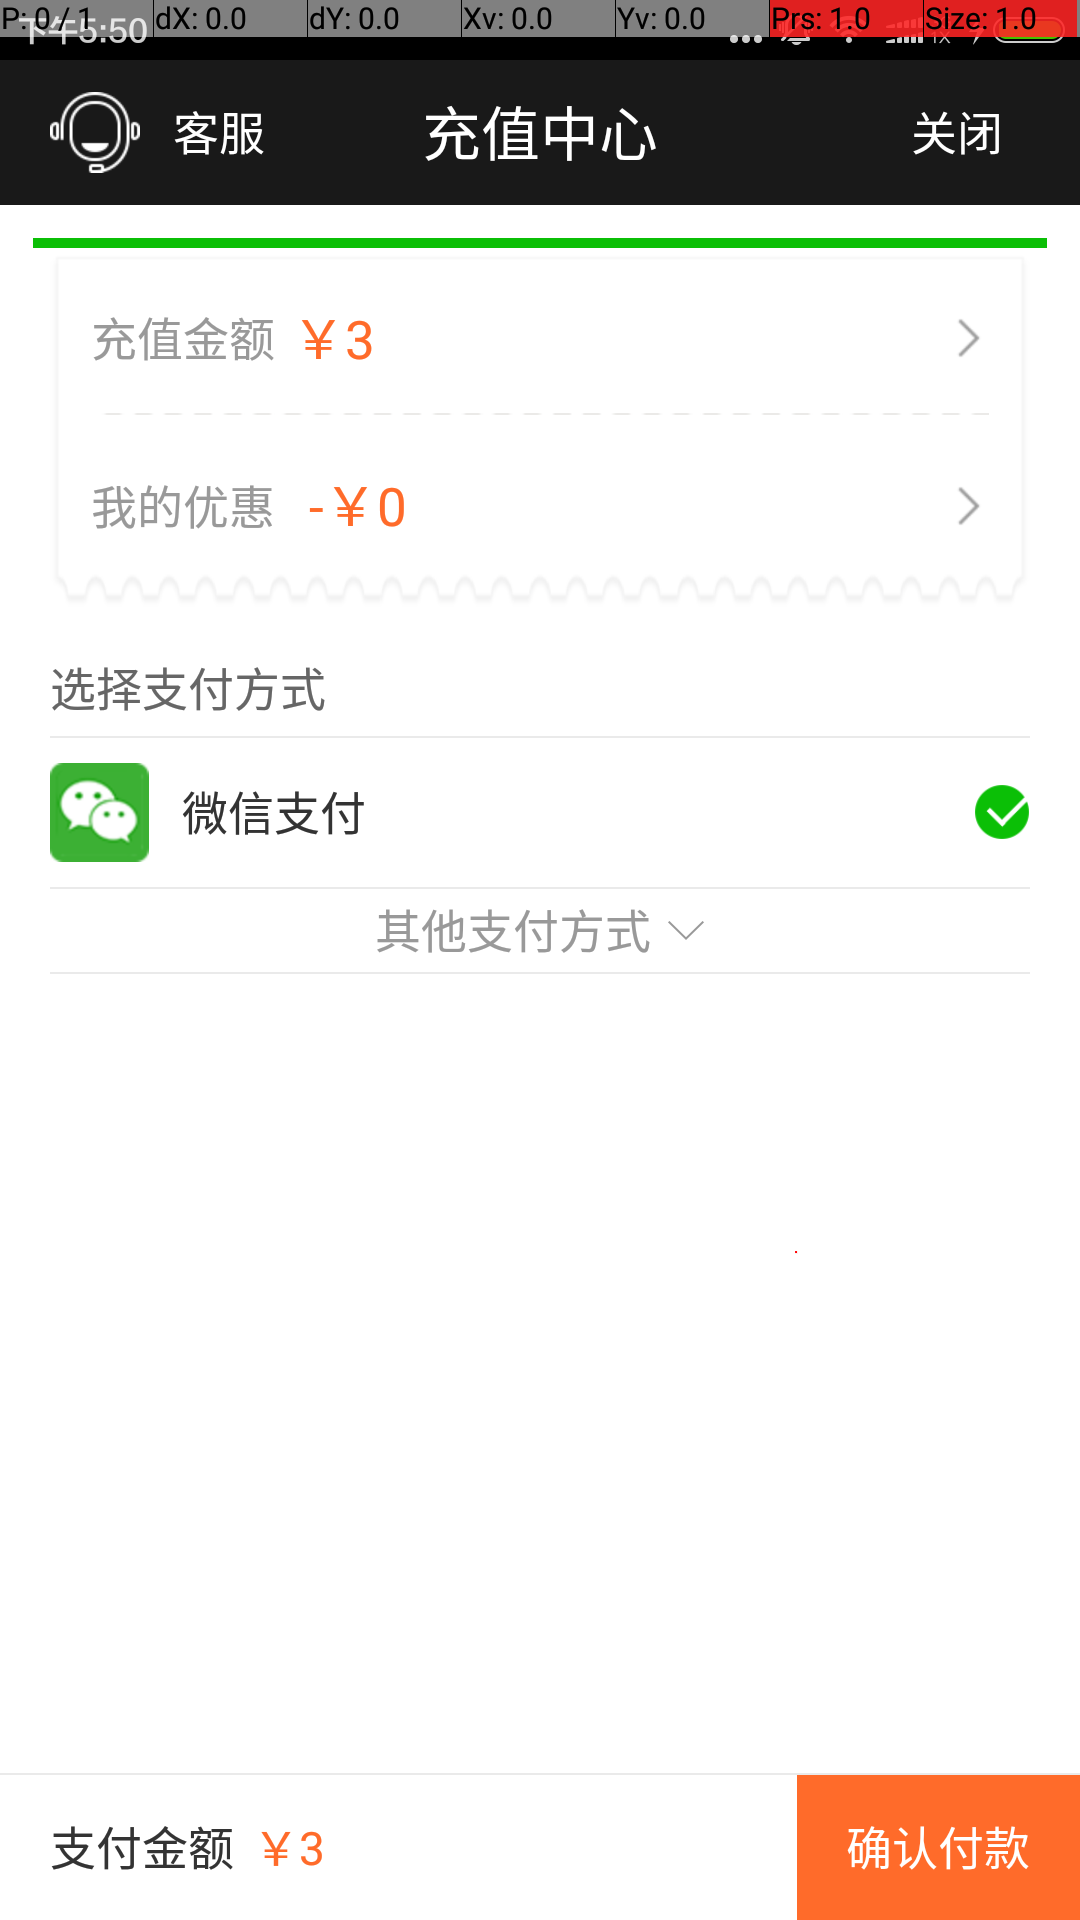 P: 0 / 1 dX: 0.0 dY: 0.0 Xv: 0.0 Yv: 0.0 Prs: 1.0 Size: 1.0
下午5:50 1X
客服 充值中心 关闭
充值金额 ￥3
我的优惠 -￥0
选择支付方式
微信支付
其他支付方式
支付金额 ￥3 确认付款